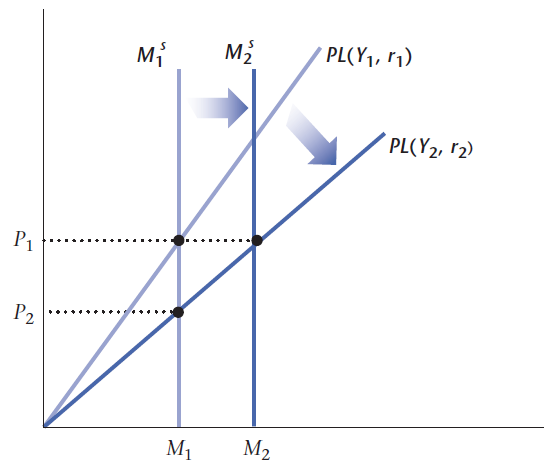 M₁ˢ
M₂ˢ
PL(Y₁, r₁)
PL(Y₂, r₂)
P₁
P₂
M₁
M₂